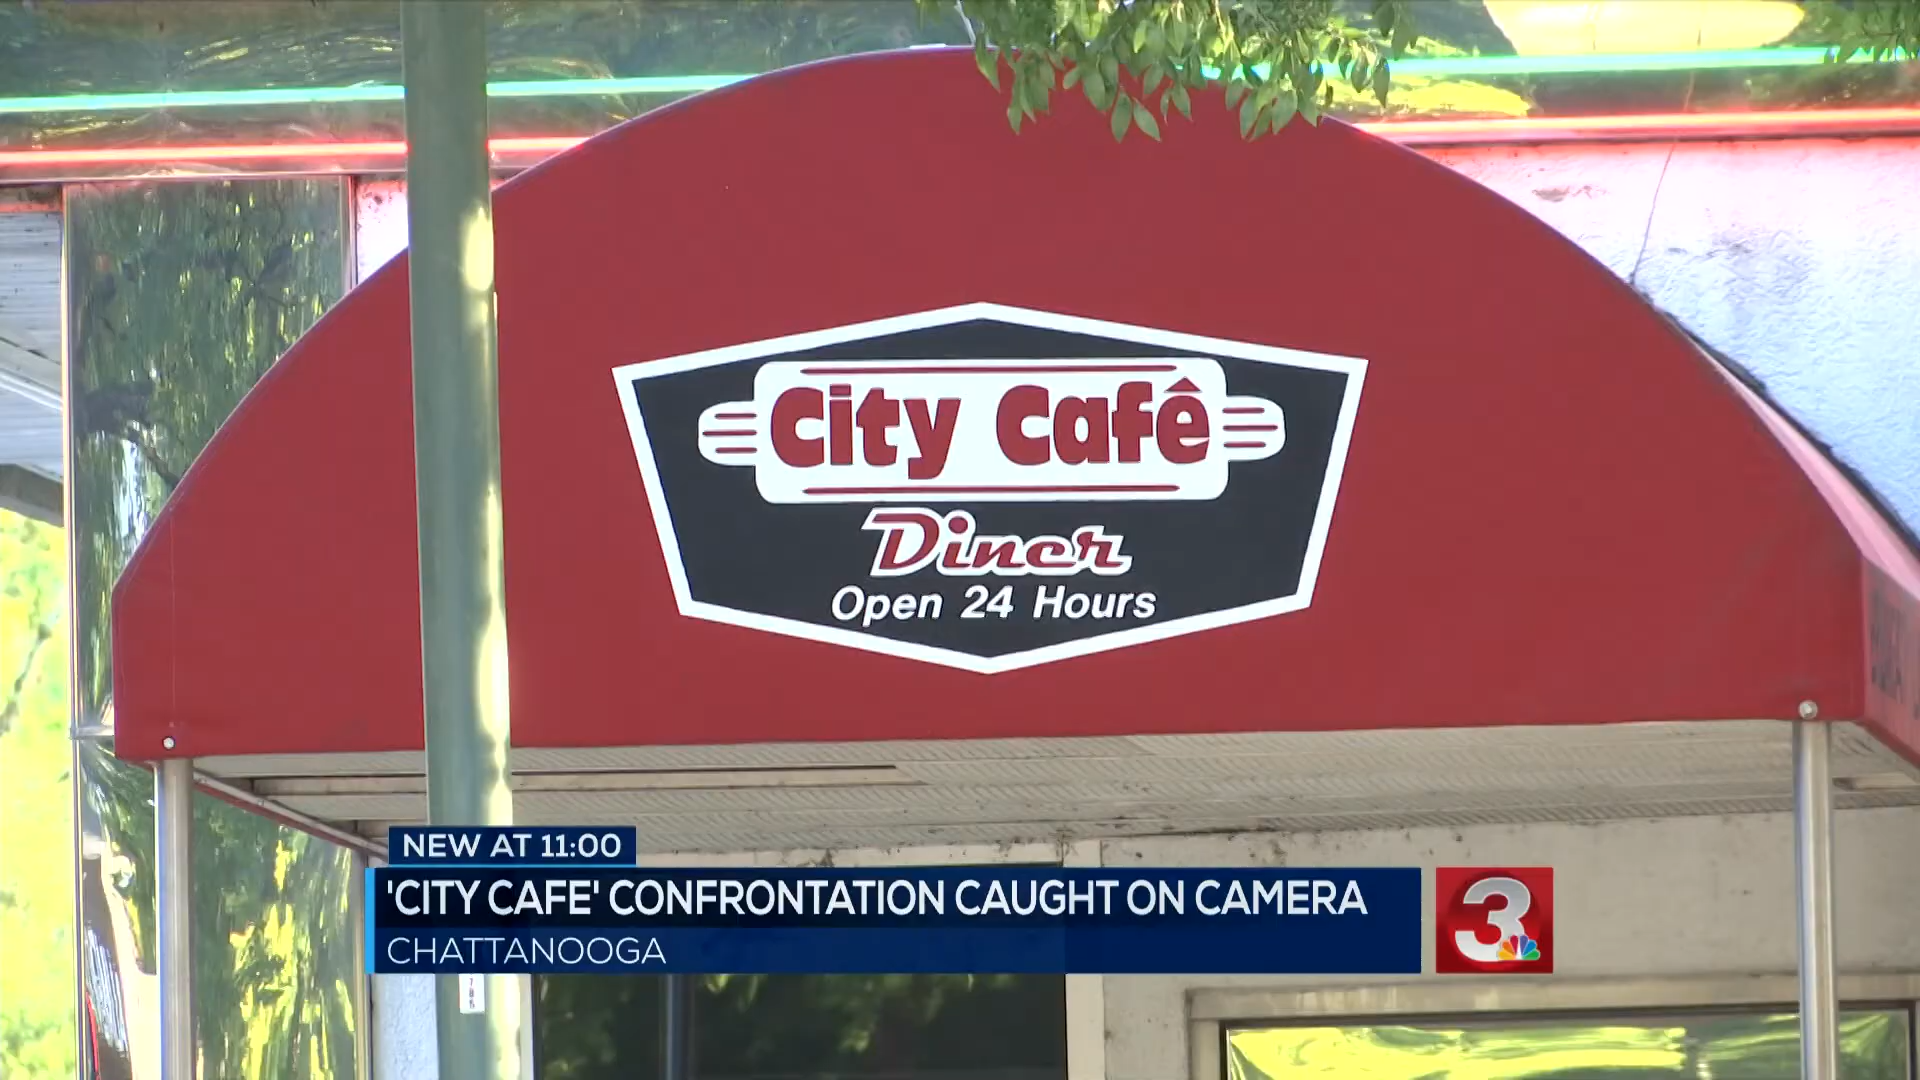 City Cafê
Diner
Open 24 Hours
NEW AT 11:00
'CITY CAFE' CONFRONTATION CAUGHT ON CAMERA
CHATTANOOGA
3